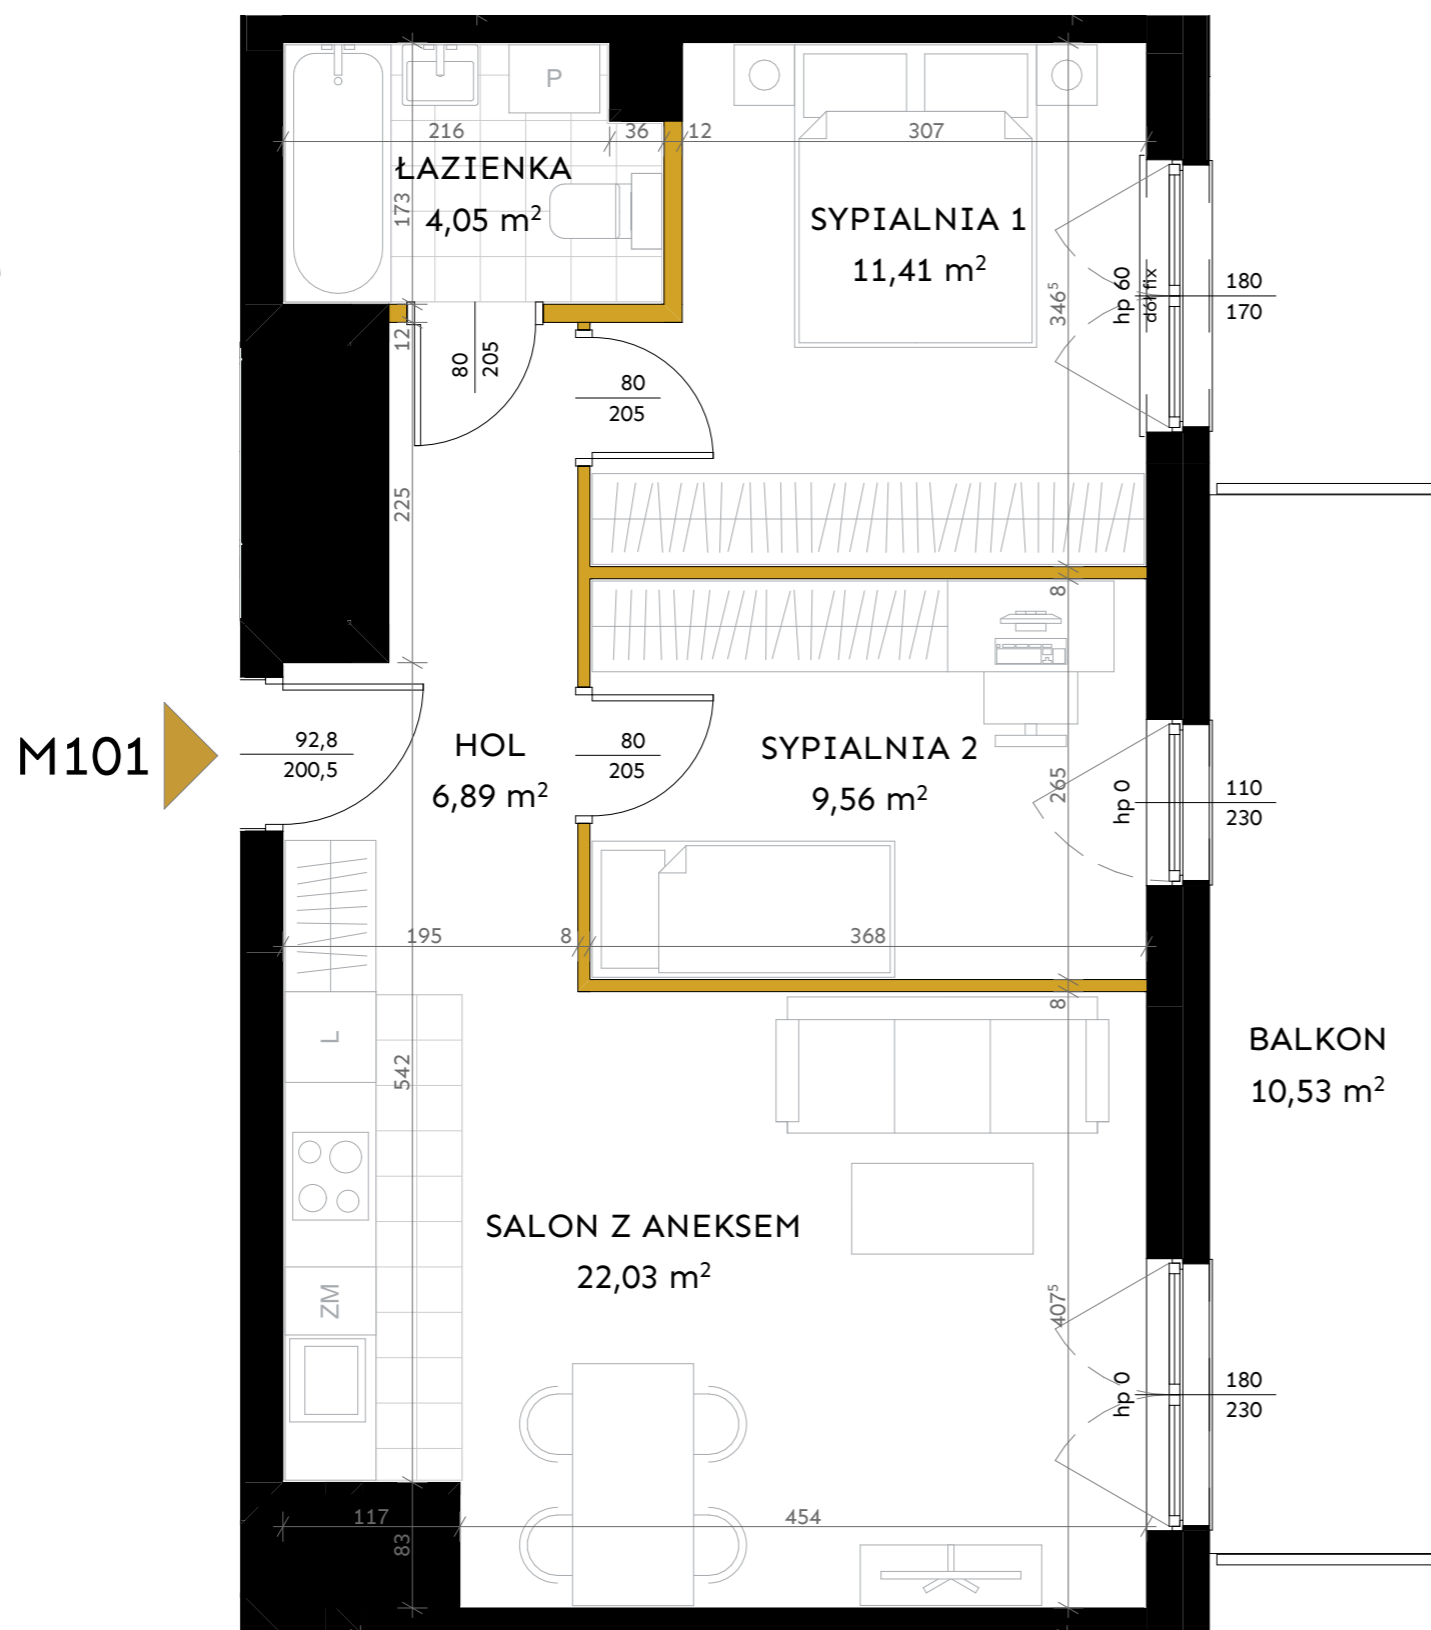 P
216
36
12
307
ŁAZIENKA
4,05 m²
173
SYPIALNIA 1
11,41 m²
346⁵
hp 60
dół fix
180
170
12
80
205
80
205
225
8
M101
92,8
200,5
HOL
6,89 m²
80
205
SYPIALNIA 2
9,56 m²
265
hp 0
110
230
195
8
368
8
L
542
BALKON
10,53 m²
SALON Z ANEKSEM
22,03 m²
ZM
407⁵
hp 0
180
230
117
83
454